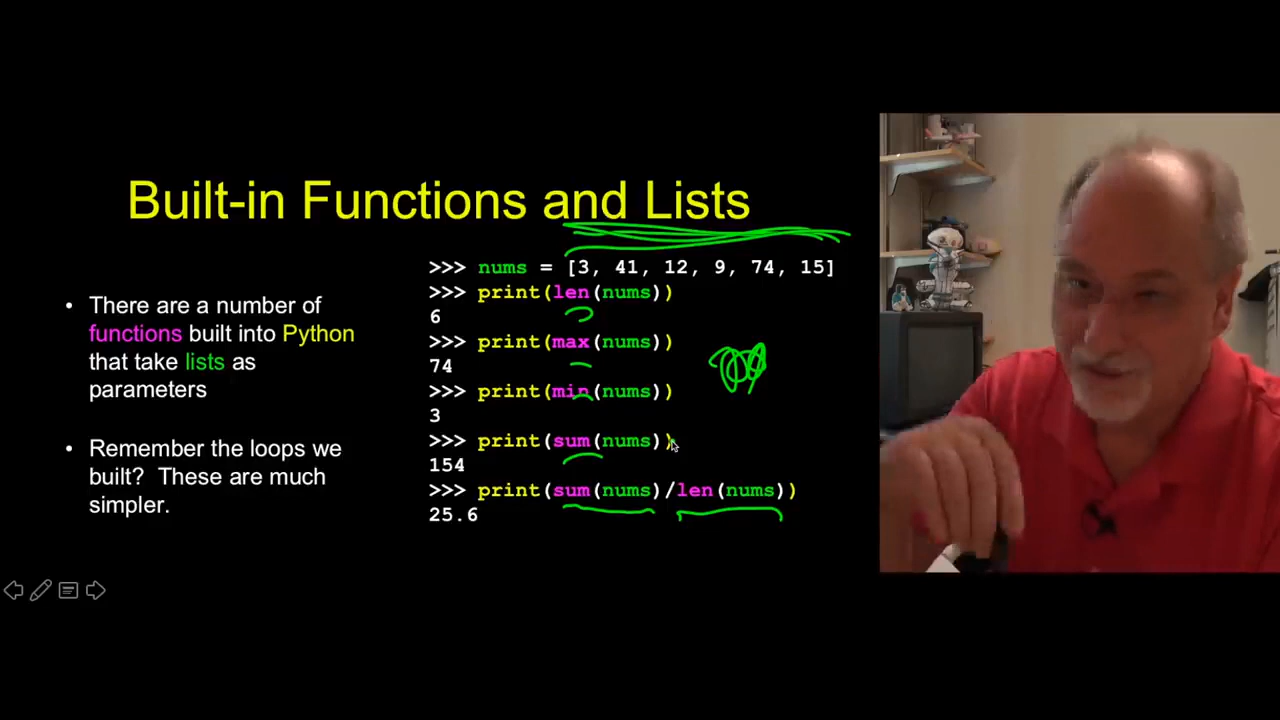 Built-in Functions and Lists
• There are a number of
functions built into Python
that take lists as
parameters
• Remember the loops we
built? These are much
simpler.
>>> nums = [3, 41, 12, 9, 74, 15]
>>> print(len(nums))
6
>>> print(max(nums))
74
>>> print(min(nums))
3
>>> print(sum(nums))
154
>>> print(sum(nums)/len(nums))
25.6